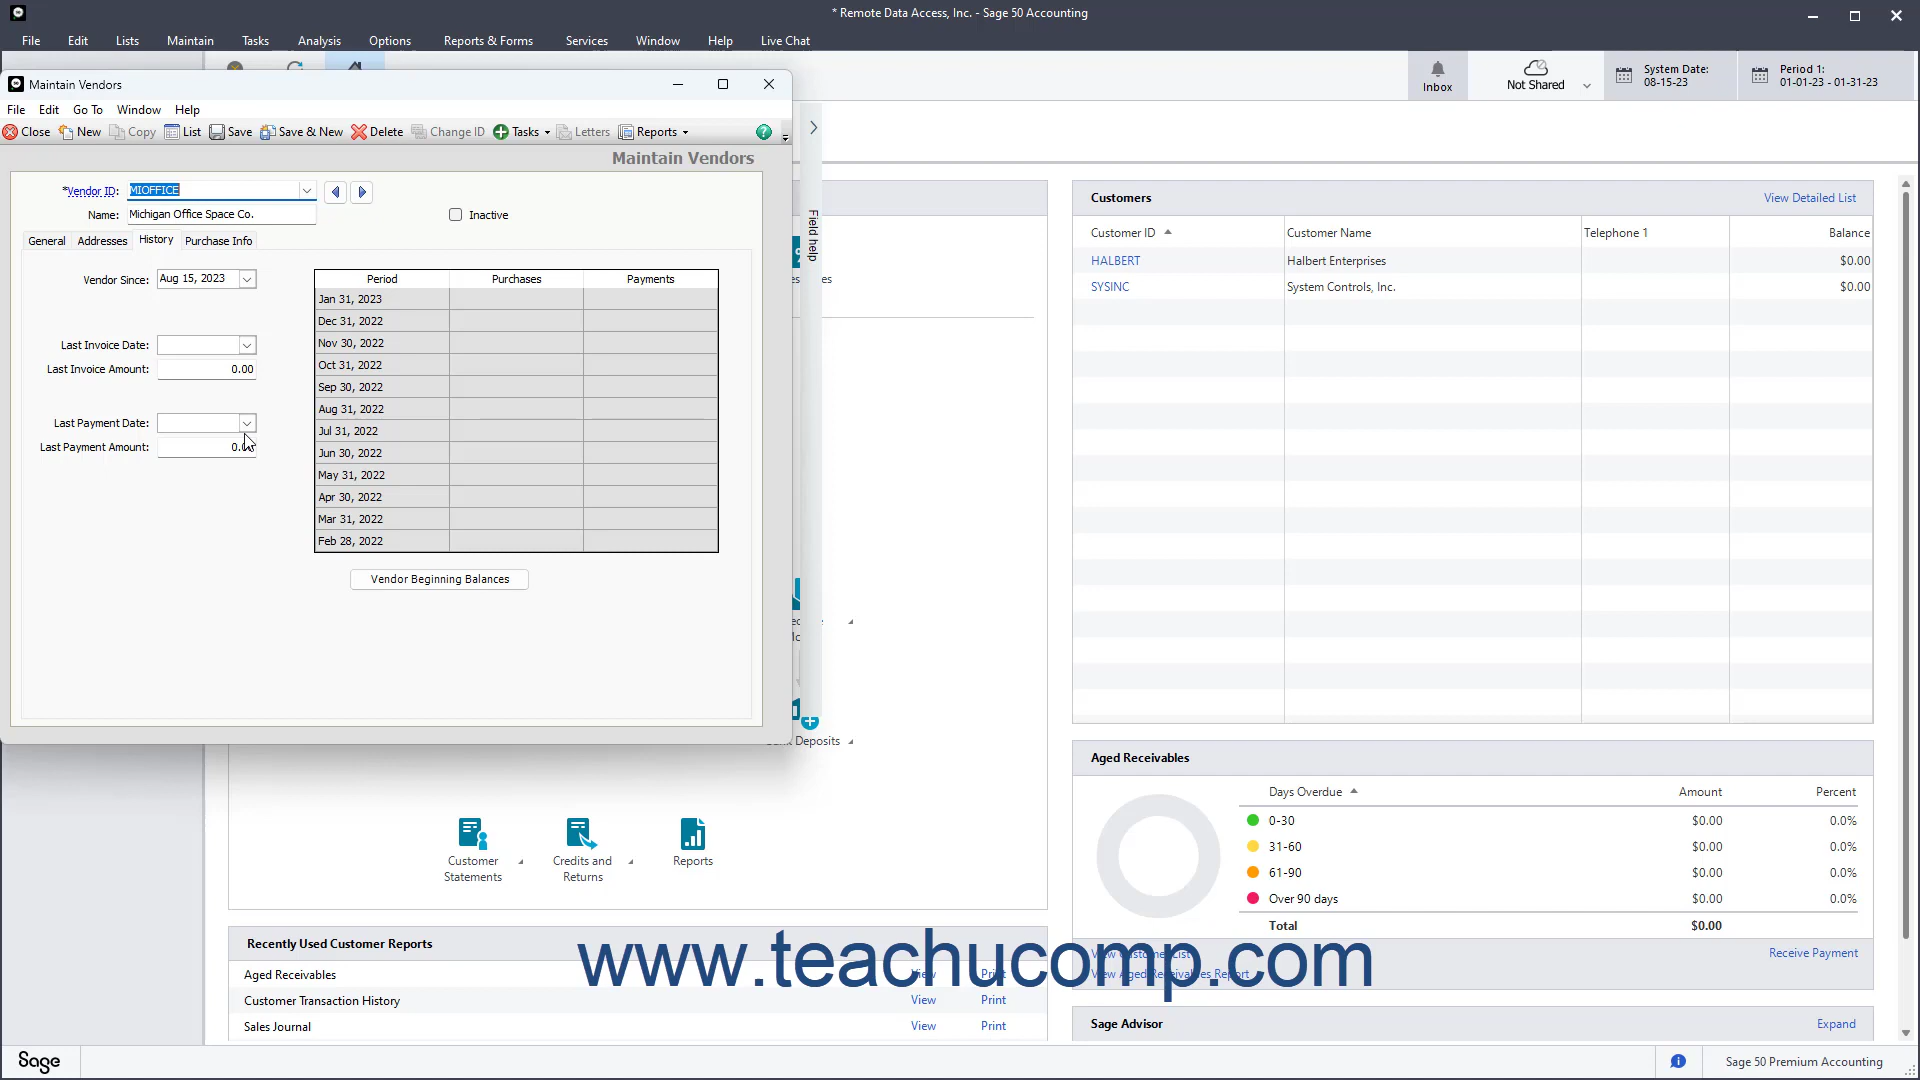 * Remote Data Access, Inc. - Sage 50 Accounting
File Edit Lists Maintain Tasks Analysis Options Reports & Forms Services Window Help Live Chat
Inbox
Not Shared
System Date:
08-15-23
Period 1:
01-01-23 - 01-31-23
Maintain Vendors
File Edit Go To Window Help
Close New Copy List Save Save & New Delete Change ID Tasks Letters Reports
Maintain Vendors
*Vendor ID: MIOFFICE
Name: Michigan Office Space Co.
Inactive
General Addresses History Purchase Info
Vendor Since: Aug 15, 2023
Last Invoice Date:
Last Invoice Amount: 0.00
Last Payment Date:
Last Payment Amount:
Period Purchases Payments
Jan 31, 2023
Dec 31, 2022
Nov 30, 2022
Oct 31, 2022
Sep 30, 2022
Aug 31, 2022
Jul 31, 2022
Jun 30, 2022
May 31, 2022
Apr 30, 2022
Mar 31, 2022
Feb 28, 2022
Vendor Beginning Balances
Field help
Deposits
Customer
Statements
Credits and
Returns
Reports
Recently Used Customer Reports
Aged Receivables View Print
Customer Transaction History View Print
Sales Journal View Print
Customers View Detailed List
Customer ID Customer Name Telephone 1 Balance
HALBERT Halbert Enterprises $0.00
SYSINC System Controls, Inc. $0.00
Aged Receivables
Days Overdue Amount Percent
0-30 $0.00 0.0%
31-60 $0.00 0.0%
61-90 $0.00 0.0%
Over 90 days $0.00 0.0%
Total $0.00
View Customer List Receive Payment
View Aged Receivables Report
Sage Advisor Expand
www.teachucomp.com
Sage
Sage 50 Premium Accounting